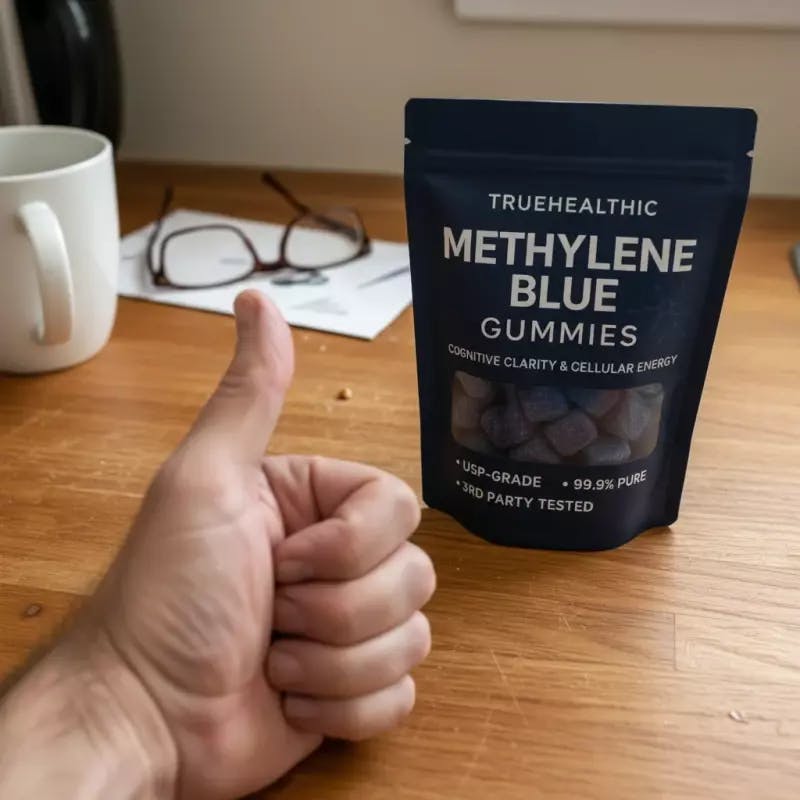 TRUEHEALTHIC
METHYLENE
BLUE
GUMMIES
COGNITIVE CLARITY & CELLULAR ENERGY
• USP-GRADE • 99.9% PURE
• 3RD PARTY TESTED